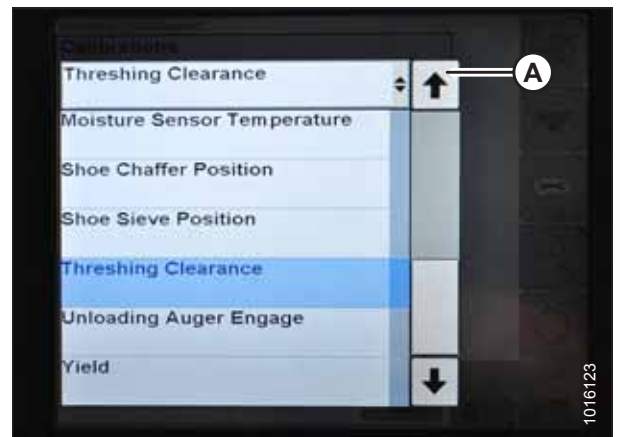 Calibrations
Threshing Clearance
A
Moisture Sensor Temperature
Shoe Chaffer Position
Shoe Sieve Position
Threshing Clearance
Unloading Auger Engage
Yield
1016123